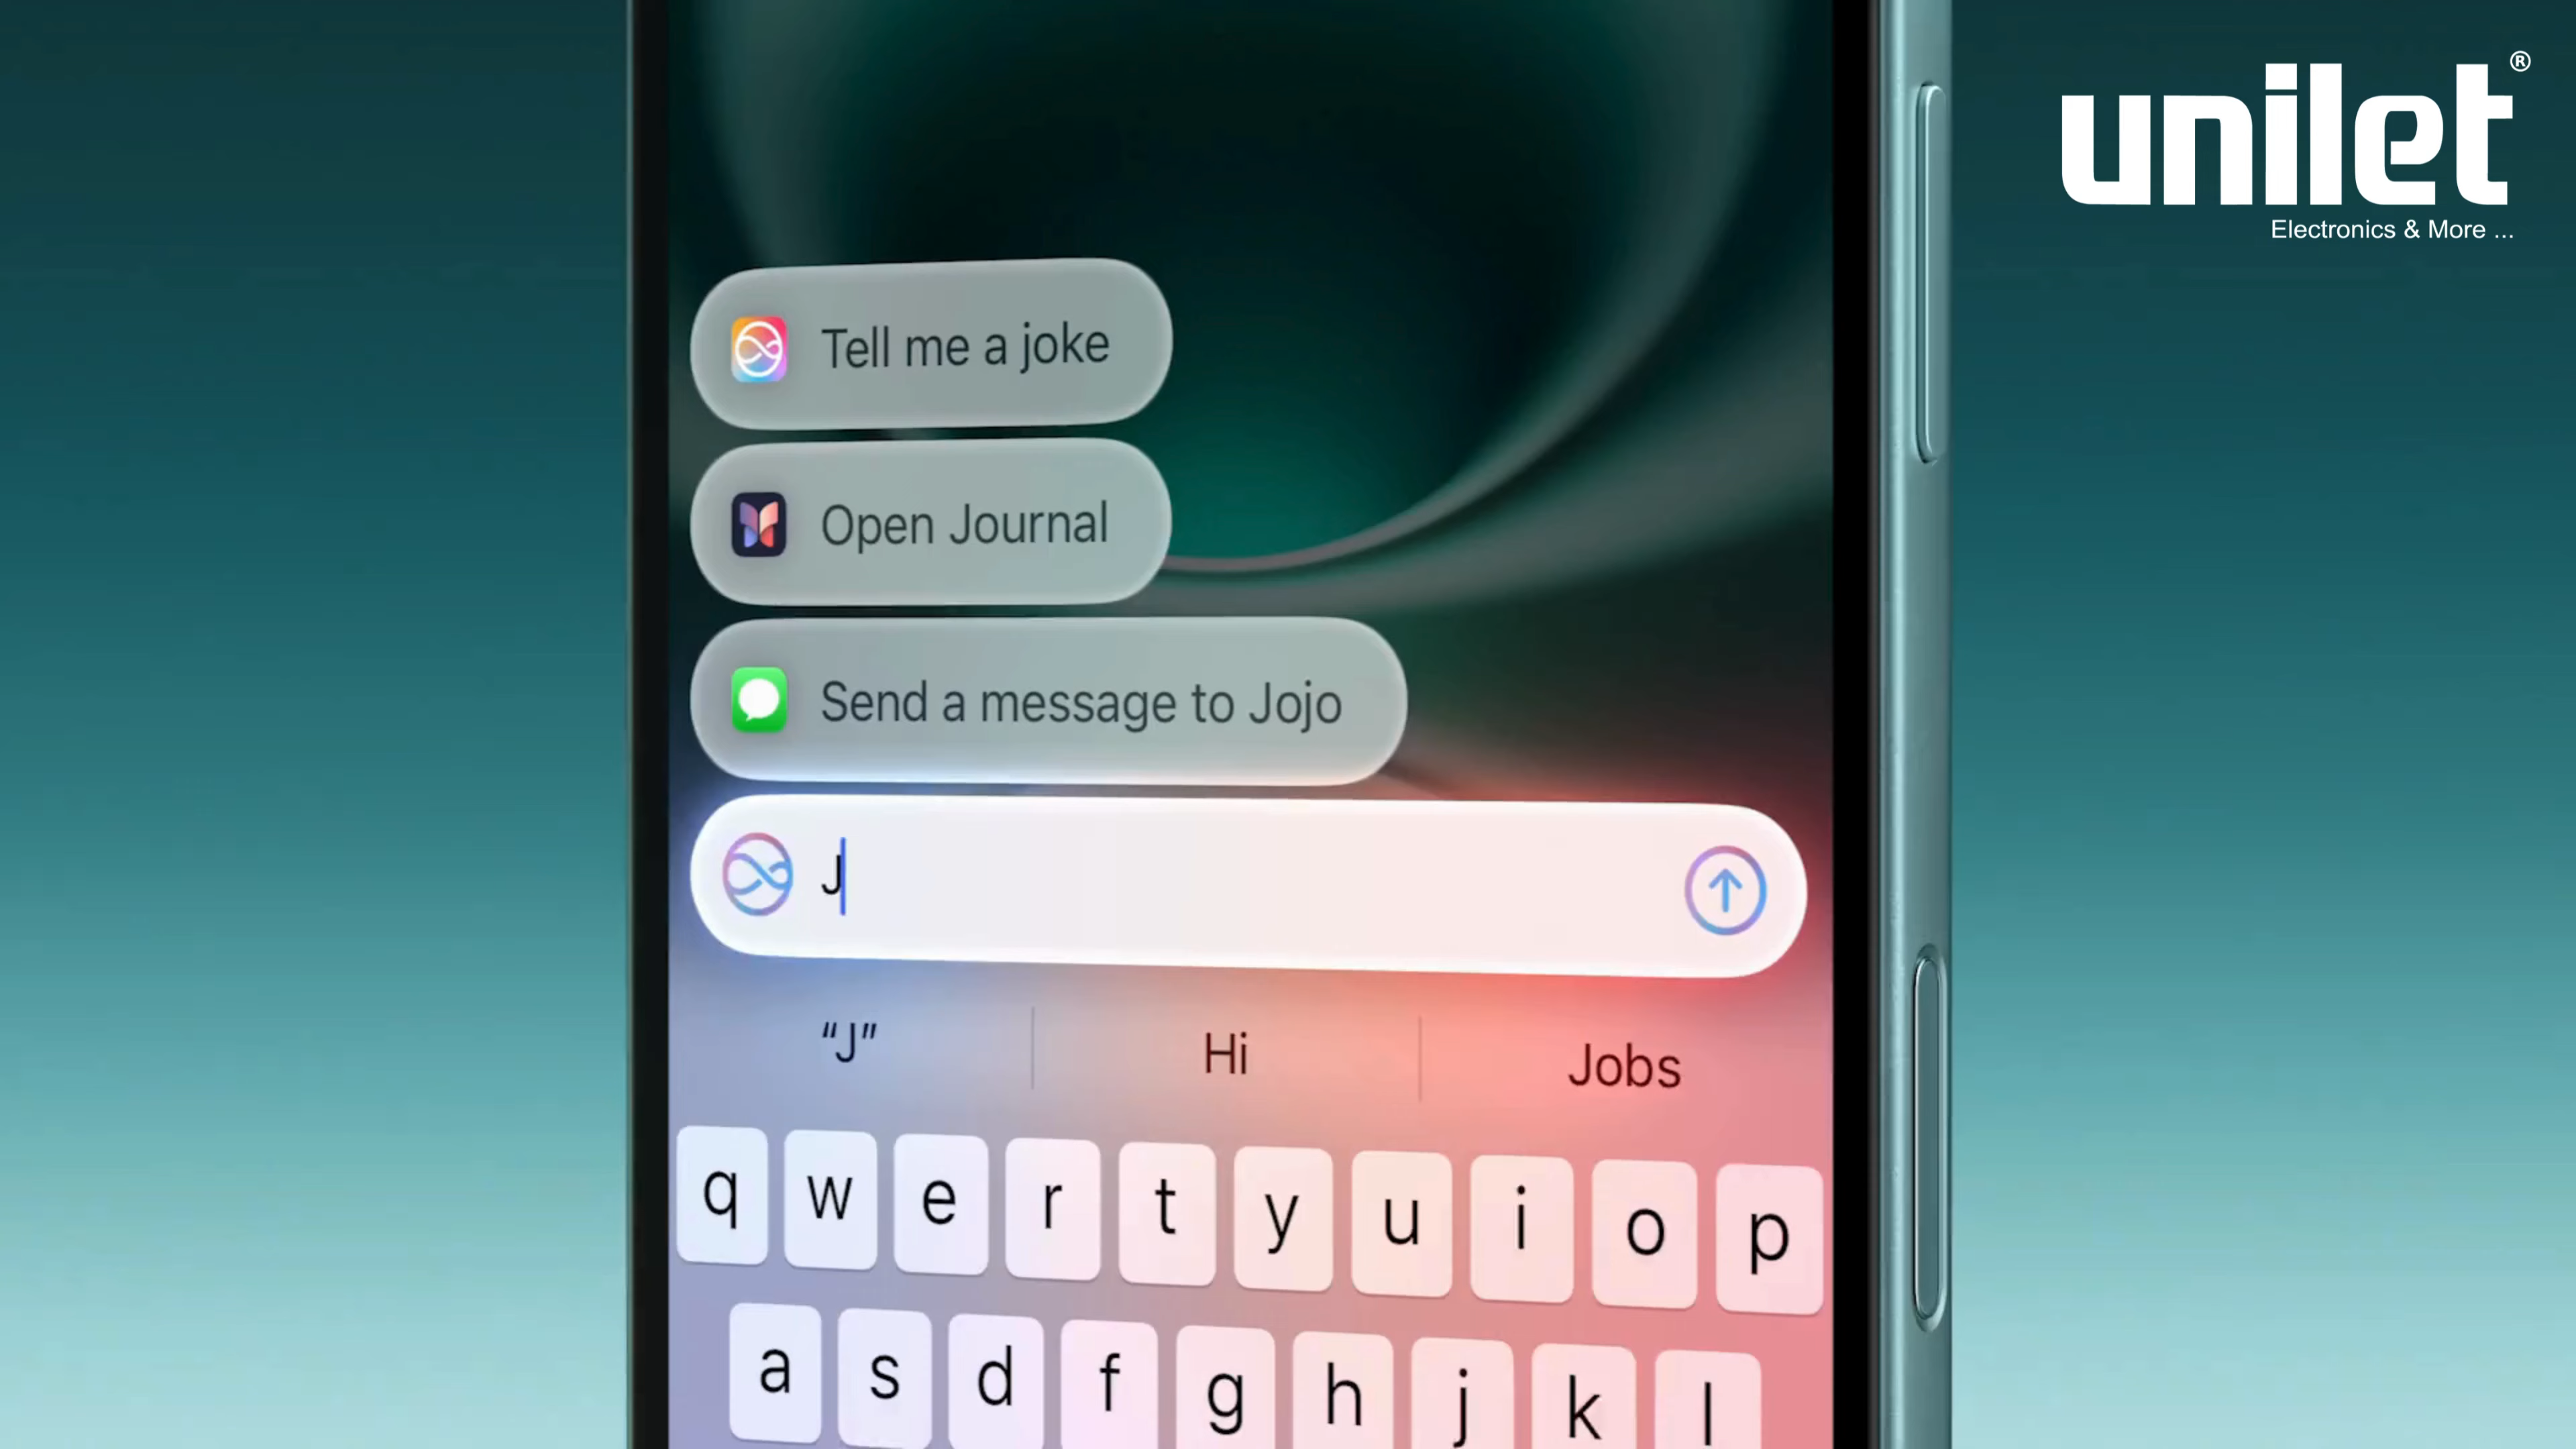 unilet®
Electronics & More ...
Tell me a joke
Open Journal
Send a message to Jojo
J
“J” Hi Jobs
q w e r t y u i o p
a s d f g h j k l